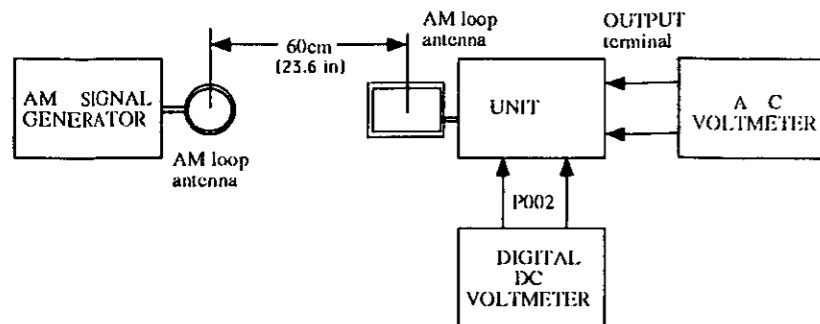 AM SIGNAL
GENERATOR
AM loop
antenna
60cm
(23.6 in)
AM loop
antenna
UNIT
OUTPUT
terminal
A C
VOLTMETER
P002
DIGITAL
DC
VOLTMETER